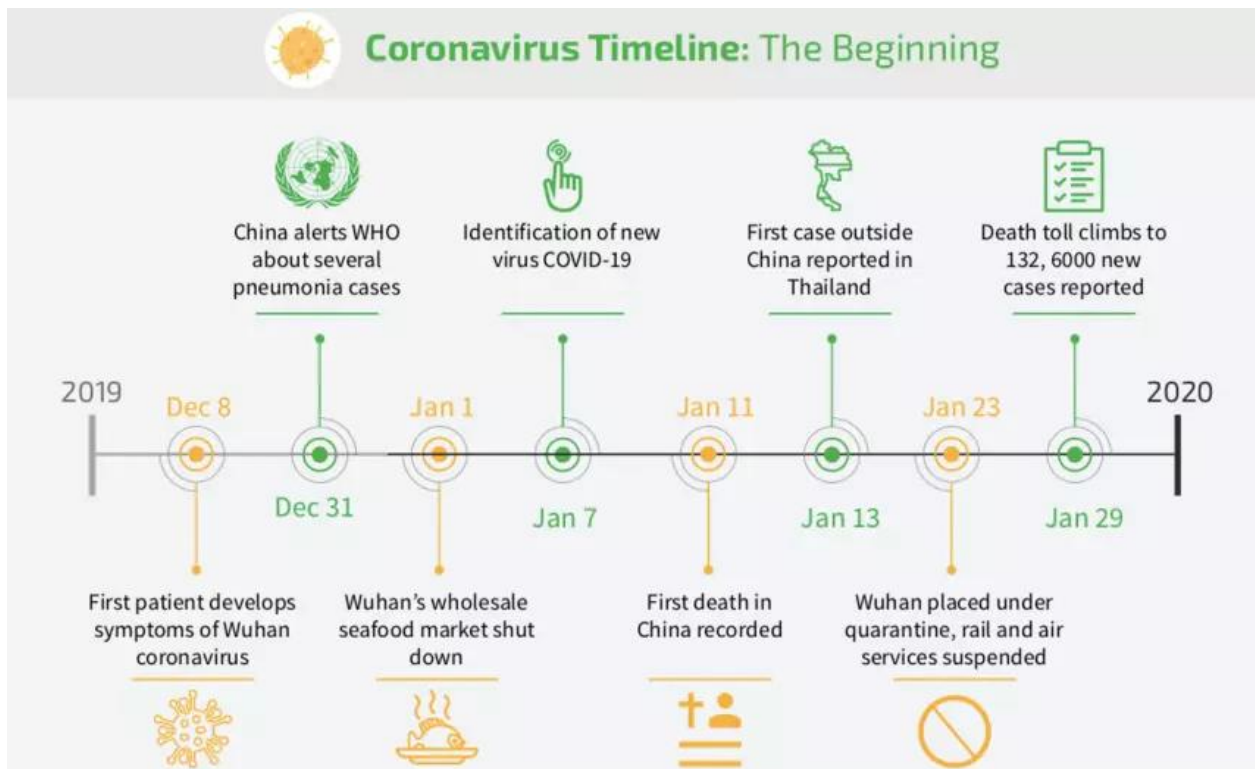 Coronavirus Timeline: The Beginning
China alerts WHO
about several
pneumonia cases
Identification of new
virus COVID-19
First case outside
China reported in
Thailand
Death toll climbs to
132, 6000 new
cases reported
2019
Dec 8
Jan 1
Jan 11
Jan 23
2020
Dec 31
Jan 7
Jan 13
Jan 29
First patient develops
symptoms of Wuhan
coronavirus
Wuhan’s wholesale
seafood market shut
down
First death in
China recorded
Wuhan placed under
quarantine, rail and air
services suspended